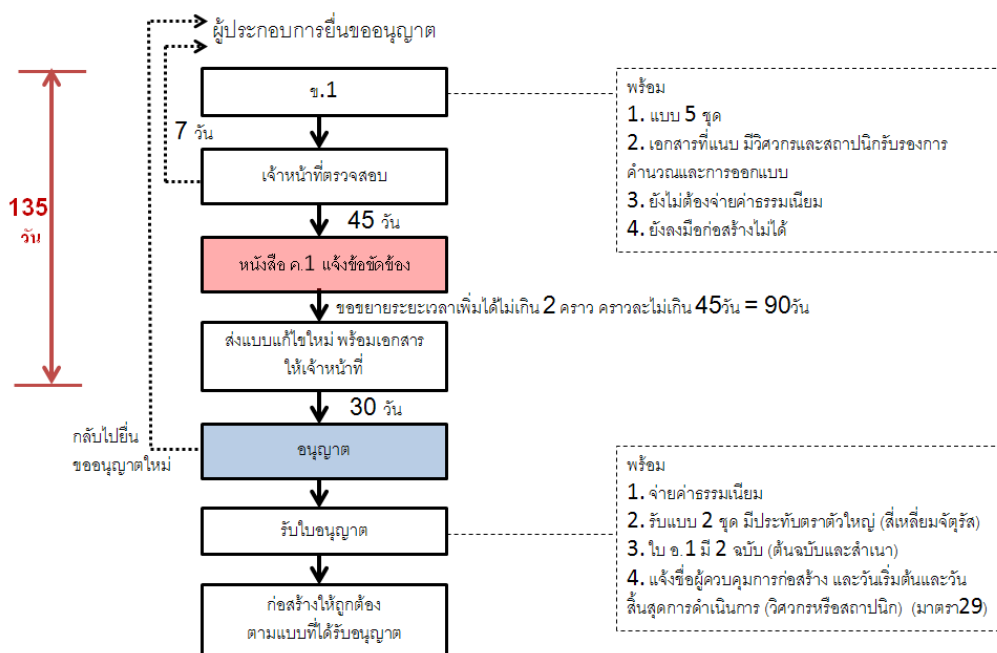 ผู้ประกอบการยื่นขออนุญาต
ข.1
7 วัน
เจ้าหน้าที่ตรวจสอบ
135
วัน
45 วัน
หนังสือ ค.1 แจ้งข้อขัดข้อง
ขอขยายระยะเวลาเพิ่มได้ไม่เกิน 2 คราว คราวละไม่เกิน 45วัน = 90วัน
ส่งแบบแก้ไขใหม่ พร้อมเอกสาร
ให้เจ้าหน้าที่
30 วัน
กลับไปยื่น
ขออนุญาตใหม่
อนุญาต
รับใบอนุญาต
ก่อสร้างให้ถูกต้อง
ตามแบบที่ได้รับอนุญาต
พร้อม
1. แบบ 5 ชุด
2. เอกสารที่แนบ มีวิศวกรและสถาปนิกรับรองการ
คำนวณและการออกแบบ
3. ยังไม่ต้องจ่ายค่าธรรมเนียม
4. ยังลงมือก่อสร้างไม่ได้
พร้อม
1. จ่ายค่าธรรมเนียม
2. รับแบบ 2 ชุด มีประทับตราตัวใหญ่ (สี่เหลี่ยมจัตุรัส)
3. ใบ อ.1 มี 2 ฉบับ (ต้นฉบับและสำเนา)
4. แจ้งชื่อผู้ควบคุมการก่อสร้าง และวันเริ่มต้นและวัน
สิ้นสุดการดำเนินการ (วิศวกรหรือสถาปนิก) (มาตรา29)